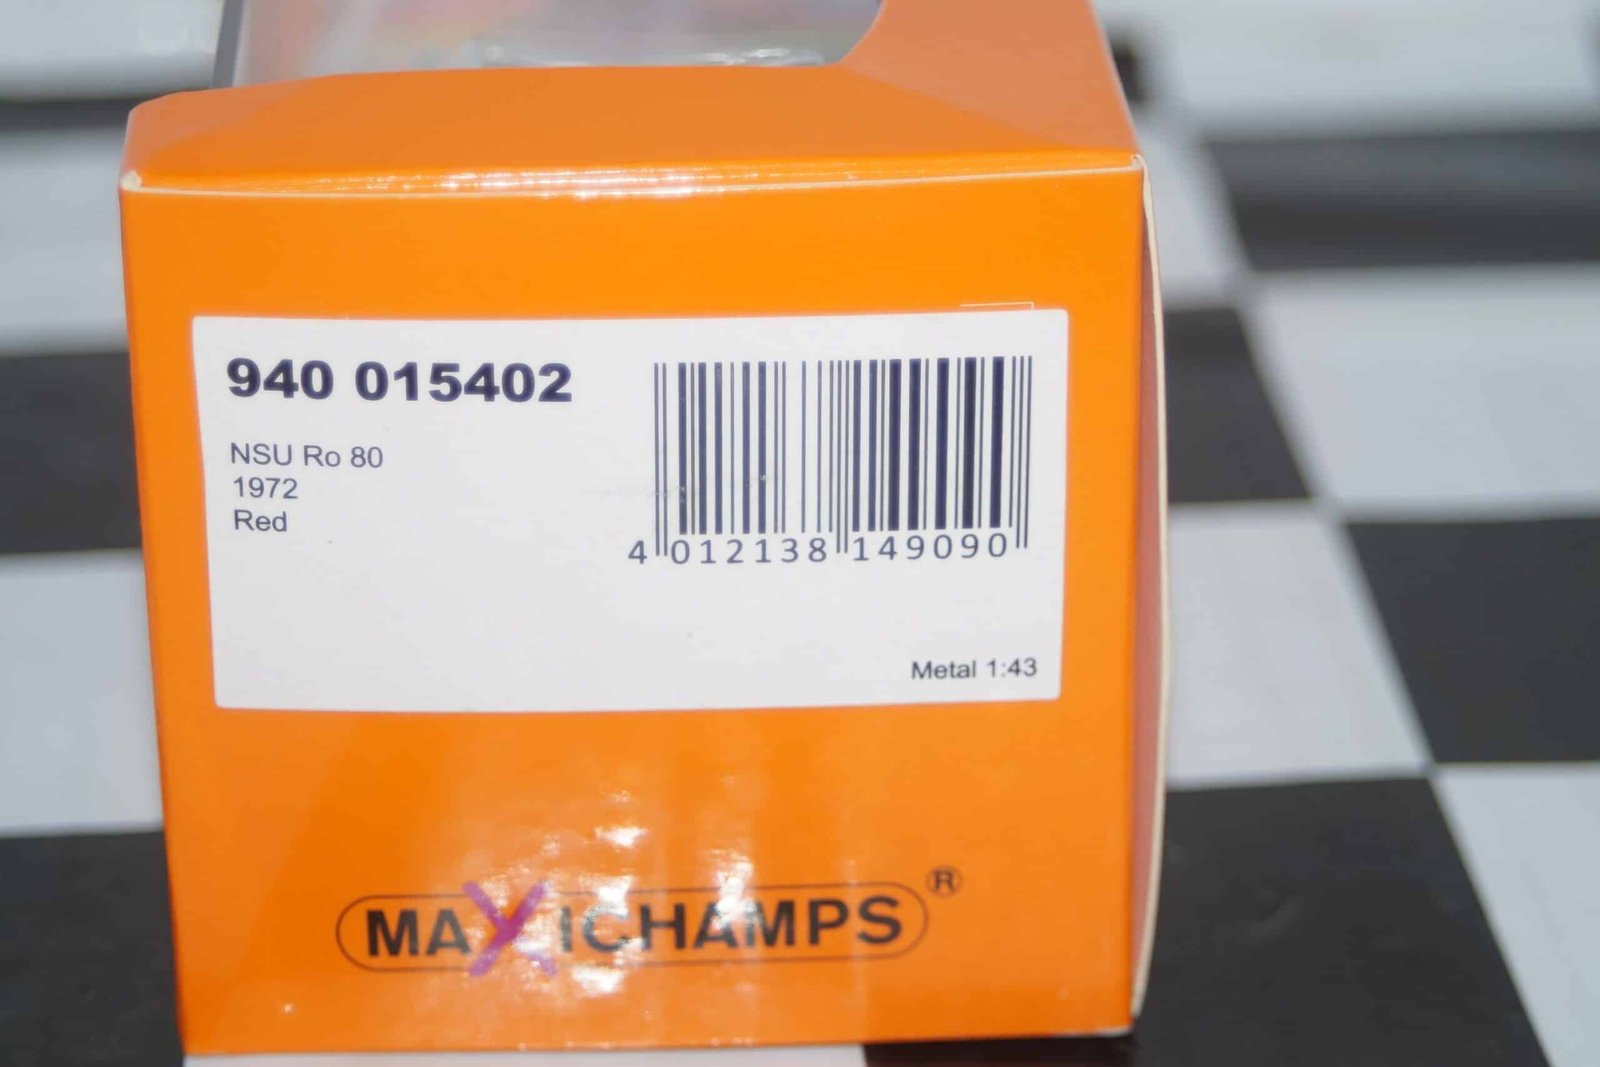 940 015402
NSU Ro 80
1972
Red
4 012138 149090
Metal 1:43
MAXICHAMPS ®